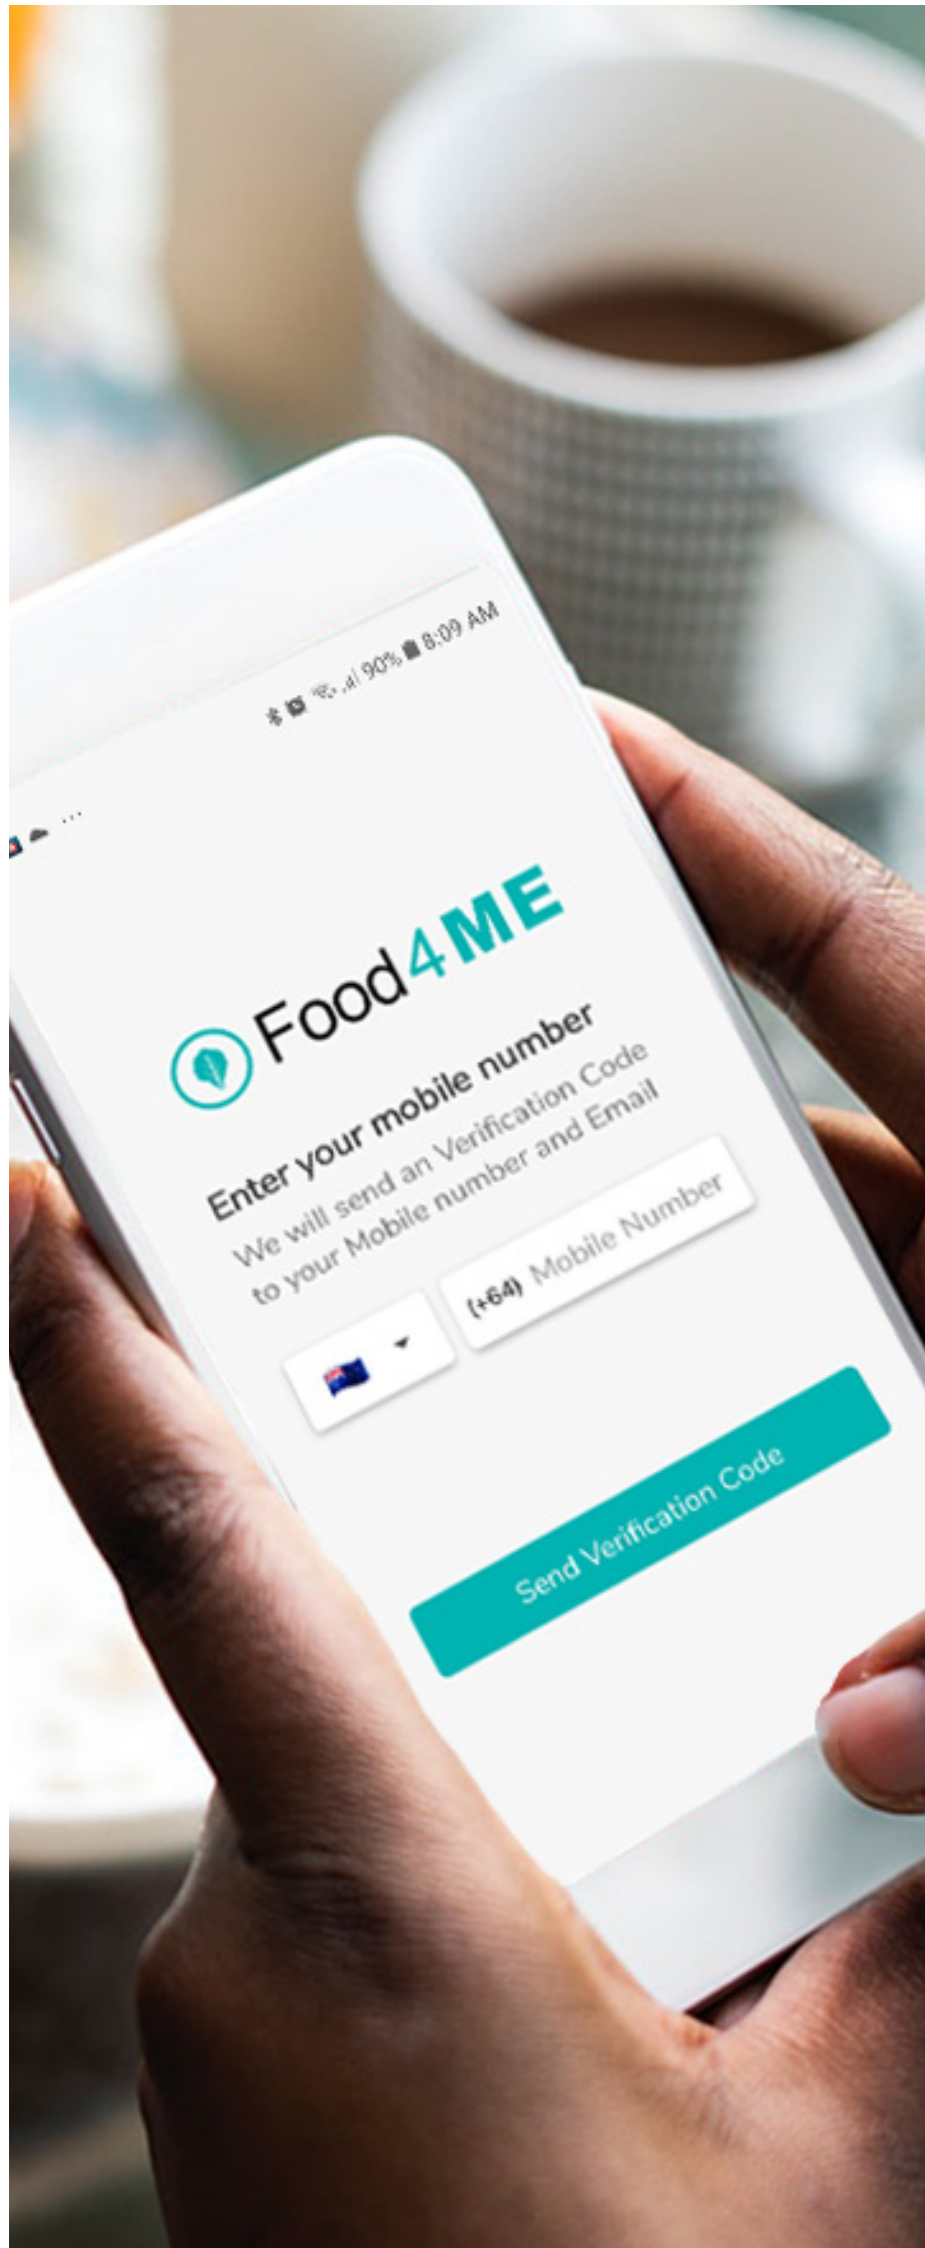 90% 8:09 AM
...
Food4ME
Enter your mobile number
We will send an Verification Code
to your Mobile number and Email
(+64) Mobile Number
Send Verification Code